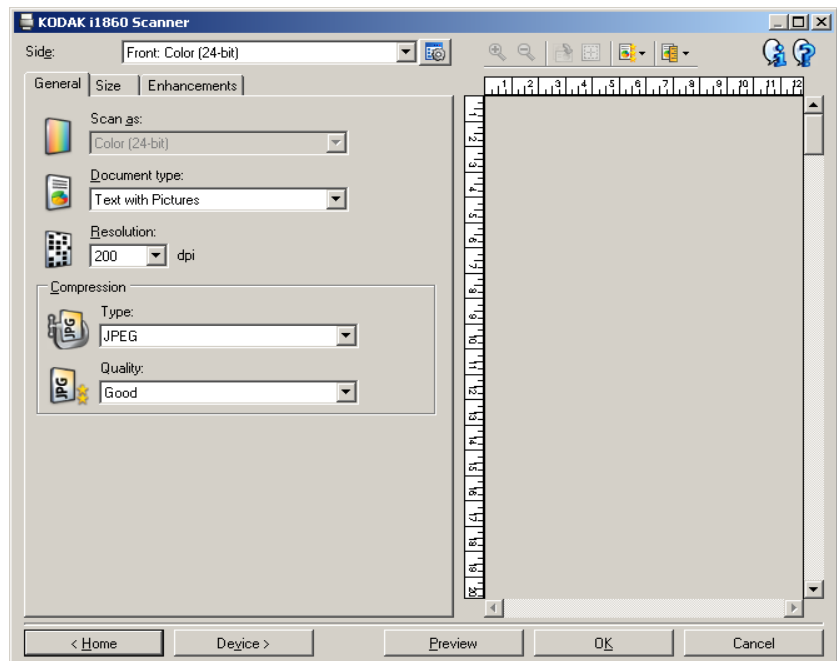 KODAK i1860 Scanner
Side: Front: Color (24-bit)
General Size Enhancements
Scan as:
Color (24-bit)
Document type:
Text with Pictures
Resolution:
200 dpi
Compression
Type:
JPG JPEG
Quality:
JPG Good
1 2 3 4 5 6 7 8 9 10 11 12
1
2
3
4
5
6
7
8
9
10
11
12
13
14
15
16
17
18
19
20
< Home Device > Preview OK Cancel